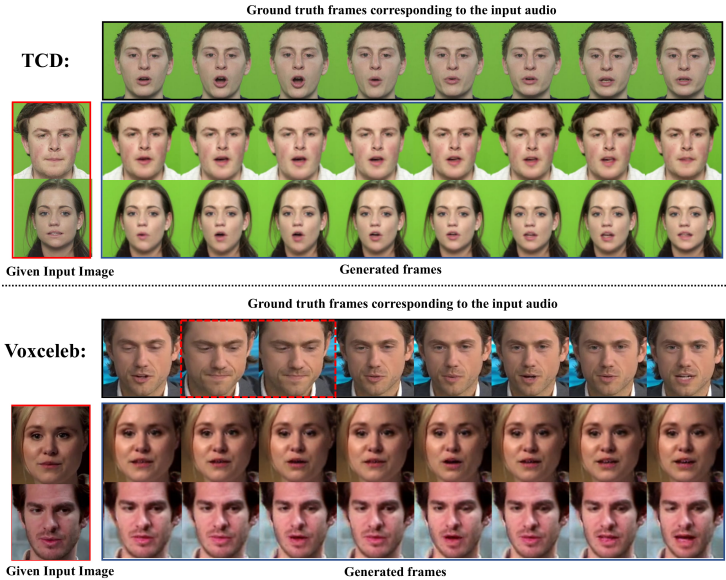 Ground truth frames corresponding to the input audio
TCD:
Given Input Image
Generated frames
Ground truth frames corresponding to the input audio
Voxceleb:
Given Input Image
Generated frames